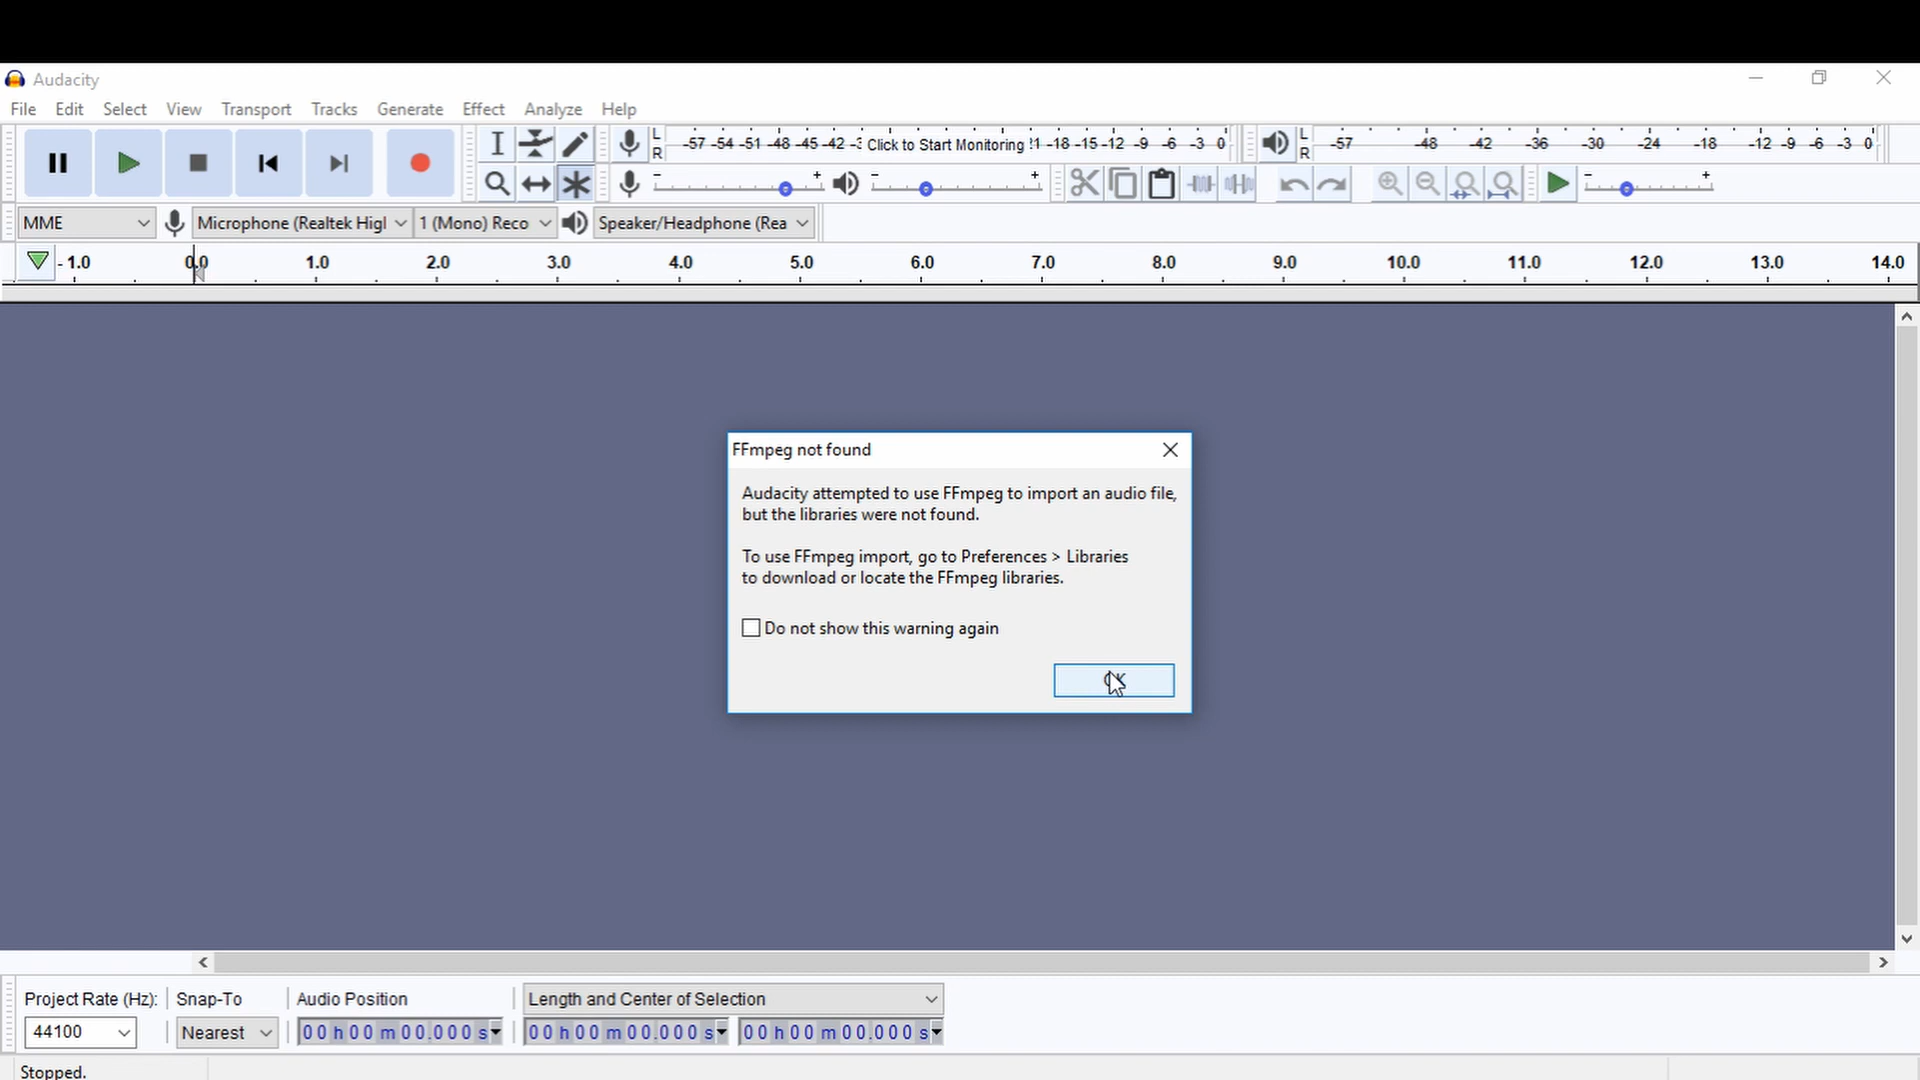 Audacity
File Edit Select View Transport Tracks Generate Effect Analyze Help
L
R
-57 -54 -51 -48 -45 -42 -3 Click to Start Monitoring !1 -18 -15 -12 -9 -6 -3 0
L
R
-57 -48 -42 -36 -30 -24 -18 -12 -9 -6 -3 0
- + - + - +
MME Microphone (Realtek Higl 1 (Mono) Reco Speaker/Headphone (Rea
-1.0 0.0 1.0 2.0 3.0 4.0 5.0 6.0 7.0 8.0 9.0 10.0 11.0 12.0 13.0 14.0
FFmpeg not found
Audacity attempted to use FFmpeg to import an audio file,
but the libraries were not found.
To use FFmpeg import, go to Preferences > Libraries
to download or locate the FFmpeg libraries.
Do not show this warning again
OK
Project Rate (Hz): Snap-To Audio Position Length and Center of Selection
44100 Nearest 00 h 00 m 00.000 s 00 h 00 m 00.000 s 00 h 00 m 00.000 s
Stopped.